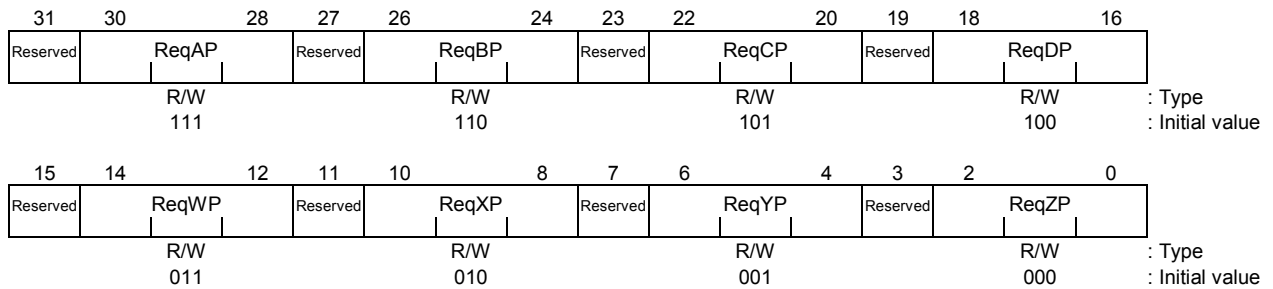 31 30 28 27 26 24 23 22 20 19 18 16
Reserved ReqAP Reserved ReqBP Reserved ReqCP Reserved ReqDP
R/W R/W R/W R/W : Type
111 110 101 100 : Initial value
15 14 12 11 10 8 7 6 4 3 2 0
Reserved ReqWP Reserved ReqXP Reserved ReqYP Reserved ReqZP
R/W R/W R/W R/W : Type
011 010 001 000 : Initial value